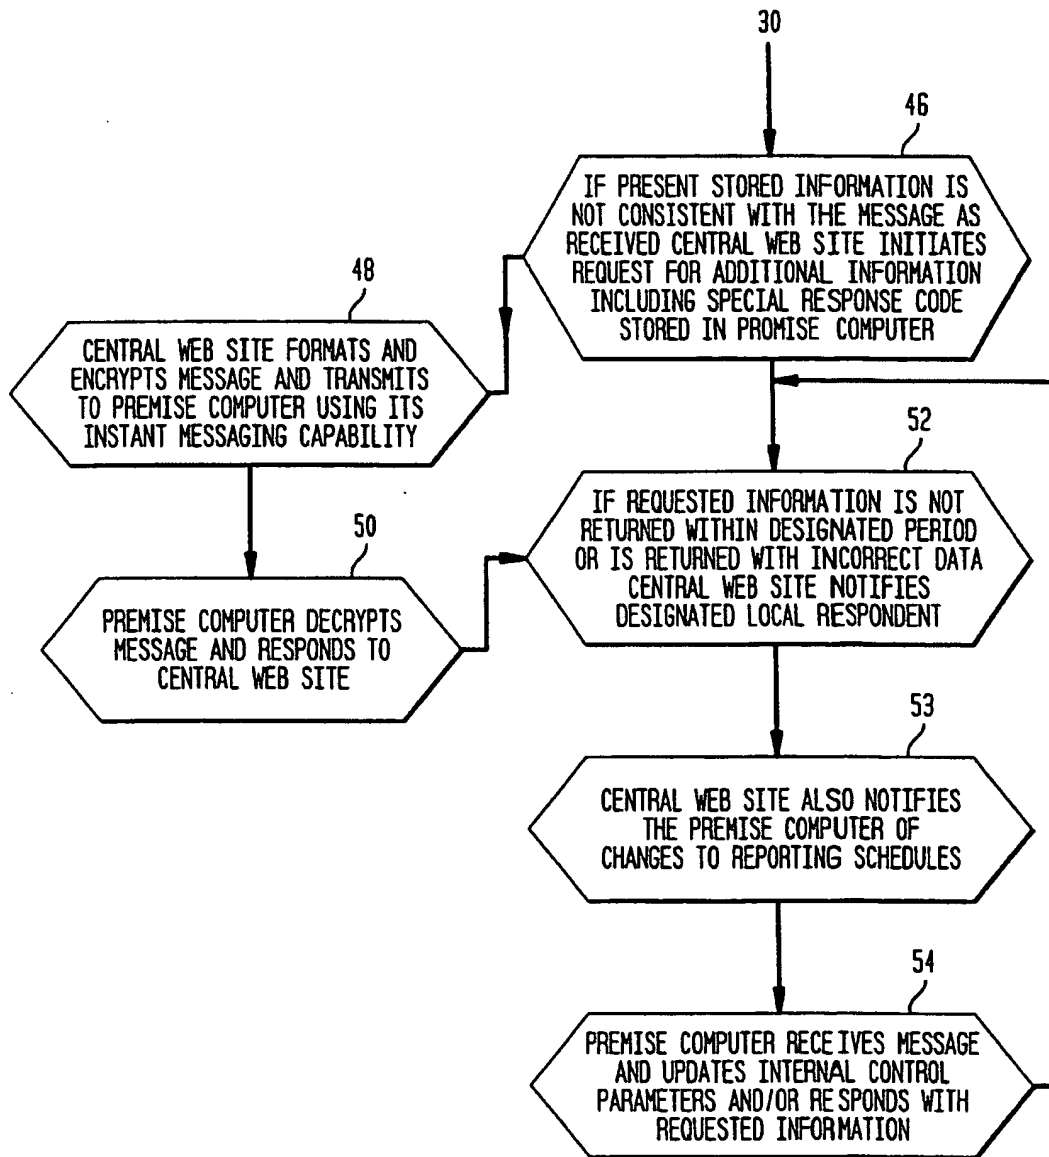 30
46
IF PRESENT STORED INFORMATION IS
NOT CONSISTENT WITH THE MESSAGE AS
RECEIVED CENTRAL WEB SITE INITIATES
REQUEST FOR ADDITIONAL INFORMATION
INCLUDING SPECIAL RESPONSE CODE
STORED IN PROMISE COMPUTER
48
CENTRAL WEB SITE FORMATS AND
ENCRYPTS MESSAGE AND TRANSMITS
TO PREMISE COMPUTER USING ITS
INSTANT MESSAGING CAPABILITY
50
PREMISE COMPUTER DECRYPTS
MESSAGE AND RESPONDS TO
CENTRAL WEB SITE
52
IF REQUESTED INFORMATION IS NOT
RETURNED WITHIN DESIGNATED PERIOD
OR IS RETURNED WITH INCORRECT DATA
CENTRAL WEB SITE NOTIFIES
DESIGNATED LOCAL RESPONDENT
53
CENTRAL WEB SITE ALSO NOTIFIES
THE PREMISE COMPUTER OF
CHANGES TO REPORTING SCHEDULES
54
PREMISE COMPUTER RECEIVES MESSAGE
AND UPDATES INTERNAL CONTROL
PARAMETERS AND/OR RESPONDS WITH
REQUESTED INFORMATION